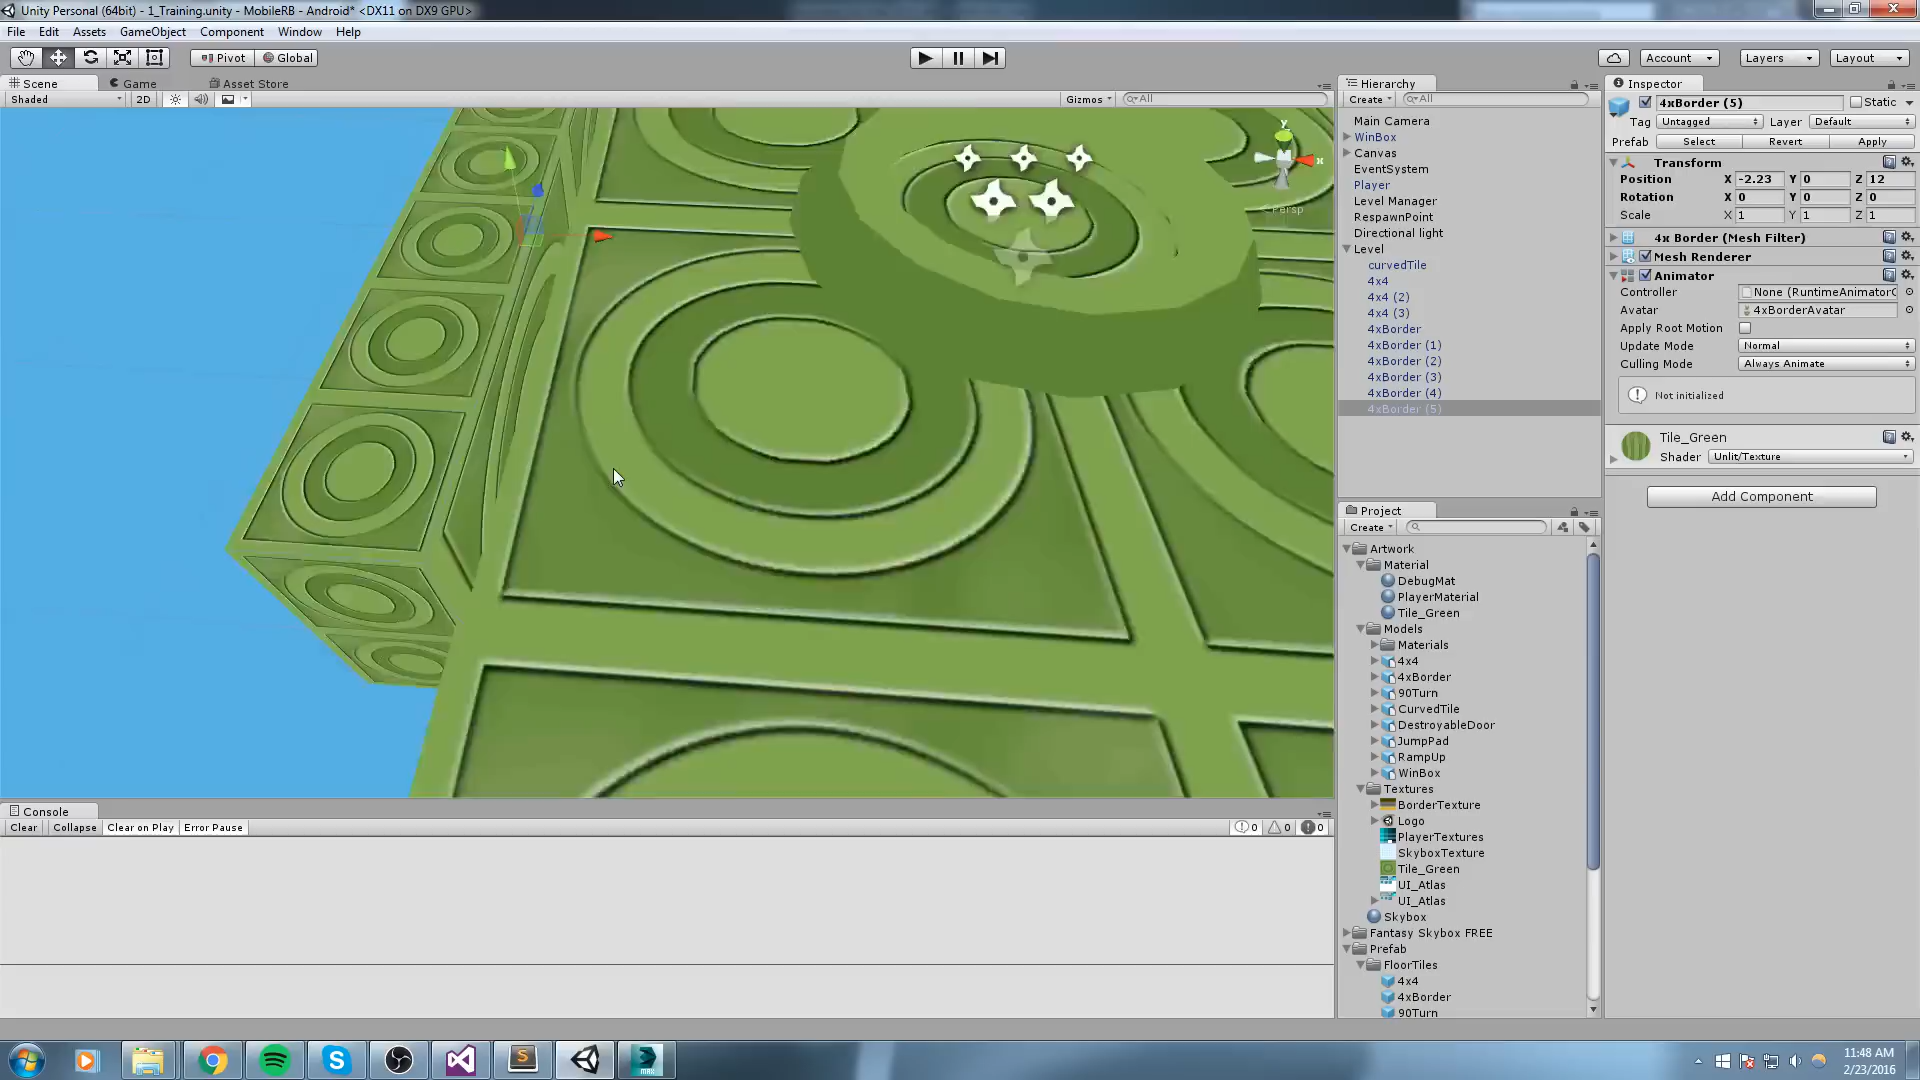 Unity Personal (64bit) - 1_Training.unity - MobileRB - Android* <DX11 on DX9 GPU>
File Edit Assets GameObject Component Window Help
Pivot Global Account Layers Layout
Scene Game Asset Store
Shaded 2D Gizmos All
y
x
Persp
Hierarchy
Create All
Main Camera
WinBox
Canvas
EventSystem
Player
Level Manager
RespawnPoint
Directional light
Level
curvedTile
4x4
4x4 (2)
4x4 (3)
4xBorder
4xBorder (1)
4xBorder (2)
4xBorder (3)
4xBorder (4)
4xBorder (5)
Inspector
4xBorder (5) Static
Tag Untagged Layer Default
Prefab Select Revert Apply
Transform
Position X -2.23 Y 0 Z 12
Rotation X 0 Y 0 Z 0
Scale X 1 Y 1 Z 1
4x Border (Mesh Filter)
Mesh Renderer
Animator
Controller None (RuntimeAnimatorC
Avatar 4xBorderAvatar
Apply Root Motion
Update Mode Normal
Culling Mode Always Animate
Not initialized
Tile_Green
Shader Unlit/Texture
Add Component
Project
Create
Artwork
Material
DebugMat
PlayerMaterial
Tile_Green
Models
Materials
4x4
4xBorder
90Turn
CurvedTile
DestroyableDoor
JumpPad
RampUp
WinBox
Textures
BorderTexture
Logo
PlayerTextures
SkyboxTexture
Tile_Green
UI_Atlas
UI_Atlas
Skybox
Fantasy Skybox FREE
Prefab
FloorTiles
4x4
4xBorder
90Turn
Console
Clear Collapse Clear on Play Error Pause 0 0 0
11:48 AM
2/23/2016